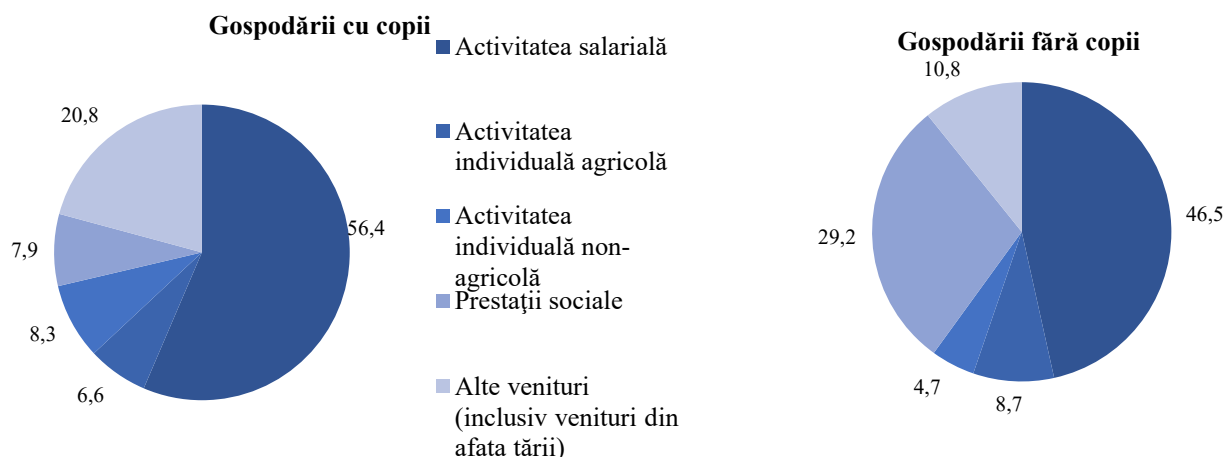 Gospodării cu copii
20,8
56,4
7,9
8,3
6,6
Activitatea salarială
Activitatea
individuală agricolă
Activitatea
individuală non-
agricolă
Prestaţii sociale
Alte venituri
(inclusiv venituri din
afata tării)
Gospodării fără copii
10,8
46,5
29,2
4,7
8,7